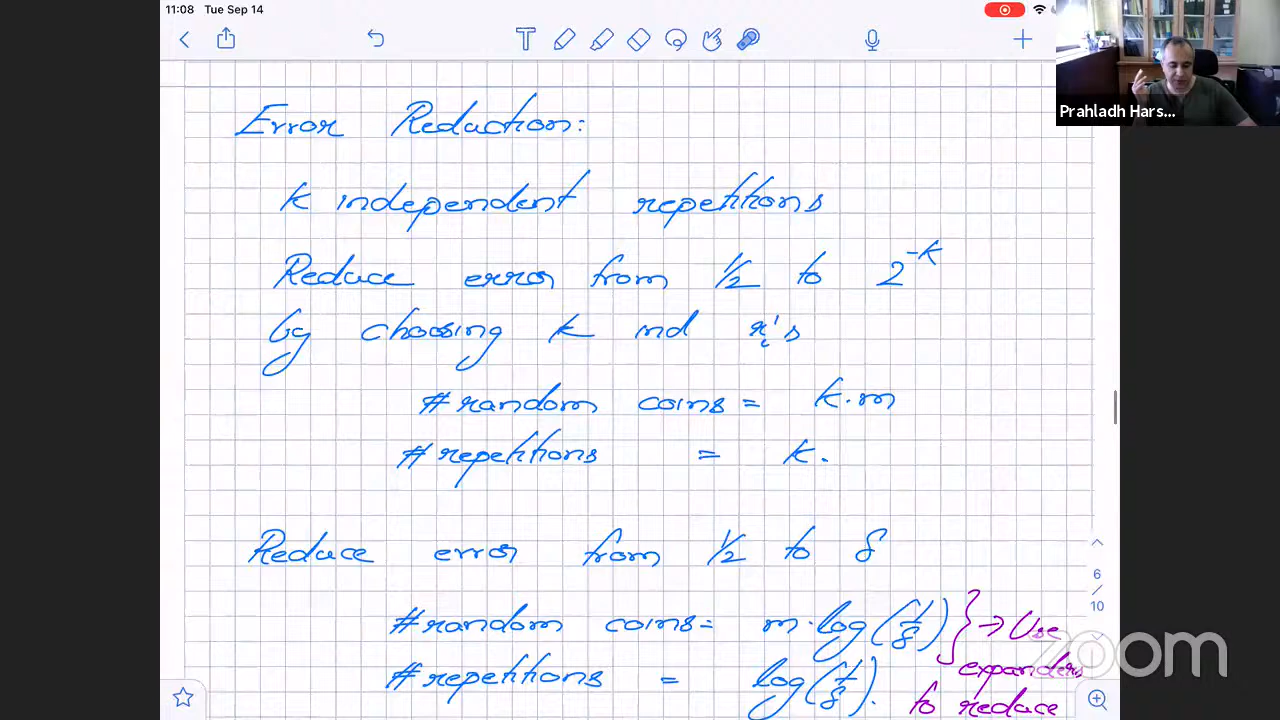 11:08 Tue Sep 14
Prahladh Hars...
Error Reduction:
k independent repetitions
Reduce error from 1/2 to 2^-k
by choosing k ind r_i's
#random coins = k.m
#repetitions = k.
Reduce error from 1/2 to δ
#random coins = m.log(1/δ) } → Use
expanders
#repetitions = log(1/δ). to reduce
6
/
10
zoom